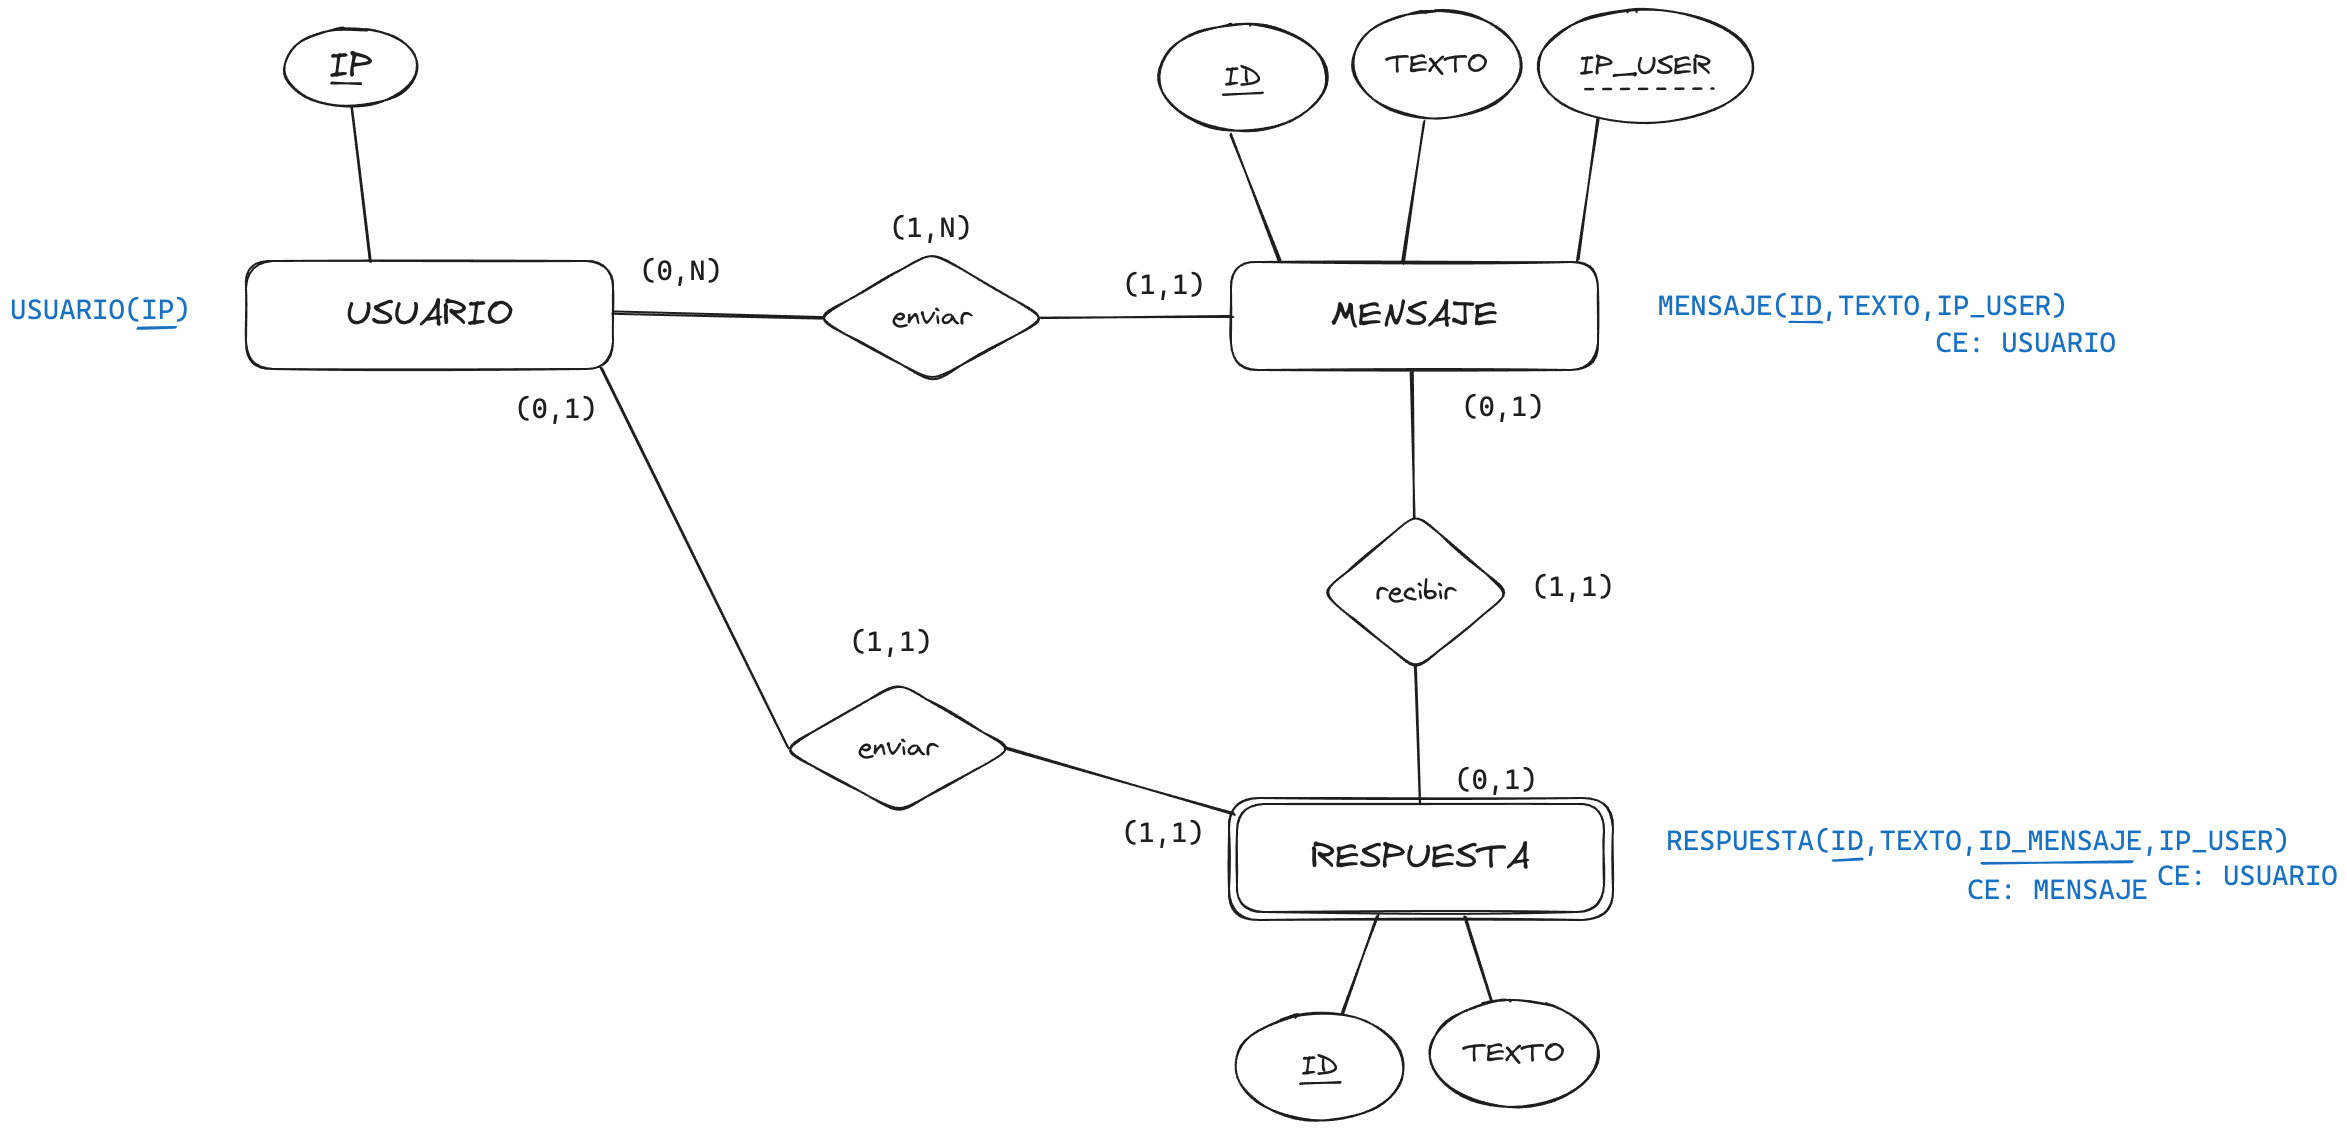 IP
ID
TEXTO
IP_USER
(1,N)
(0,N)
(1,1)
USUARIO(IP)
USUARIO
enviar
MENSAJE
MENSAJE(ID,TEXTO,IP_USER)
CE: USUARIO
(0,1)
(0,1)
recibir
(1,1)
(1,1)
enviar
(0,1)
(1,1)
RESPUESTA
RESPUESTA(ID,TEXTO,ID_MENSAJE,IP_USER)
CE: USUARIO
CE: MENSAJE
ID
TEXTO